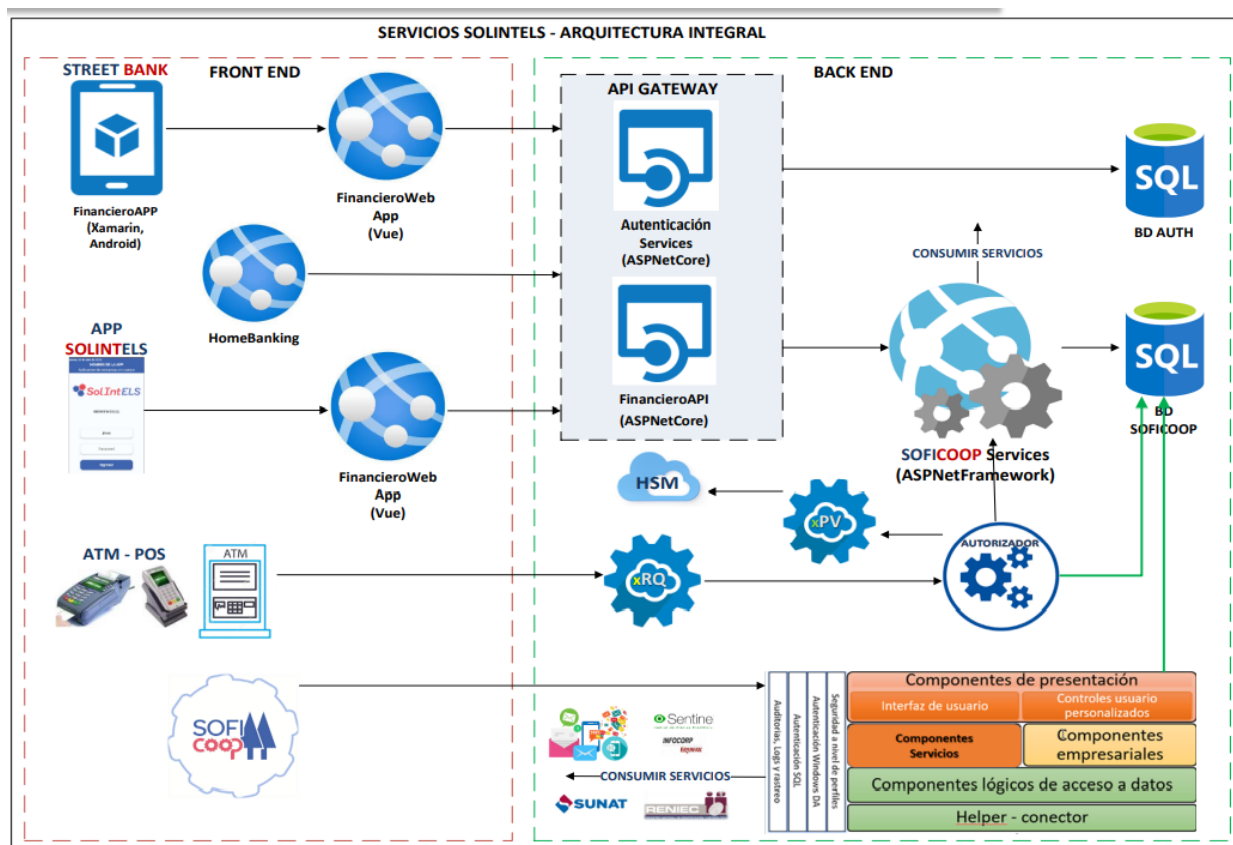 SERVICIOS SOLINTELS - ARQUITECTURA INTEGRAL
STREET BANK
FRONT END
FinancieroAPP
(Xamarin,
Android)
FinancieroWeb
App
(Vue)
HomeBanking
APP
SOLINTELS
SolIntELS
FinancieroWeb
App
(Vue)
ATM - POS
ATM
SOFI
COOP
BACK END
API GATEWAY
Autenticación
Services
(ASPNetCore)
FinancieroAPI
(ASPNetCore)
SQL
BD AUTH
CONSUMIR SERVICIOS
SQL
BD
SOFICOOP
SOFICOOP Services
(ASPNetFramework)
HSM
xPV
xRQ
AUTORIZADOR
Sentine
INFOCORP
CONSUMIR SERVICIOS
SUNAT
RENIEC
Auditorias, Logs y rastreo
Autenticación SQL
Autenticación Windows DA
Seguridad a nivel de perfiles
Componentes de presentación
Interfaz de usuario
Controles usuario
personalizados
Componentes
Servicios
Componentes
empresariales
Componentes lógicos de acceso a datos
Helper - conector